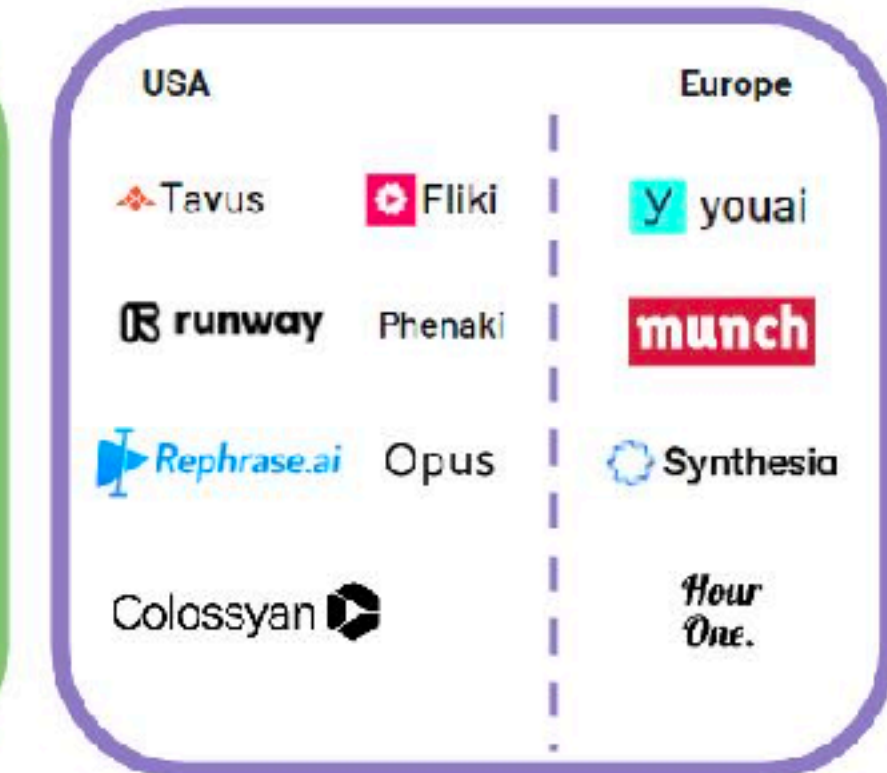 USA
Europe
Tavus
Fliki
y youai
runway
Phenaki
munch
Rephrase.ai
Opus
Synthesia
Colossyan
Hour
One.